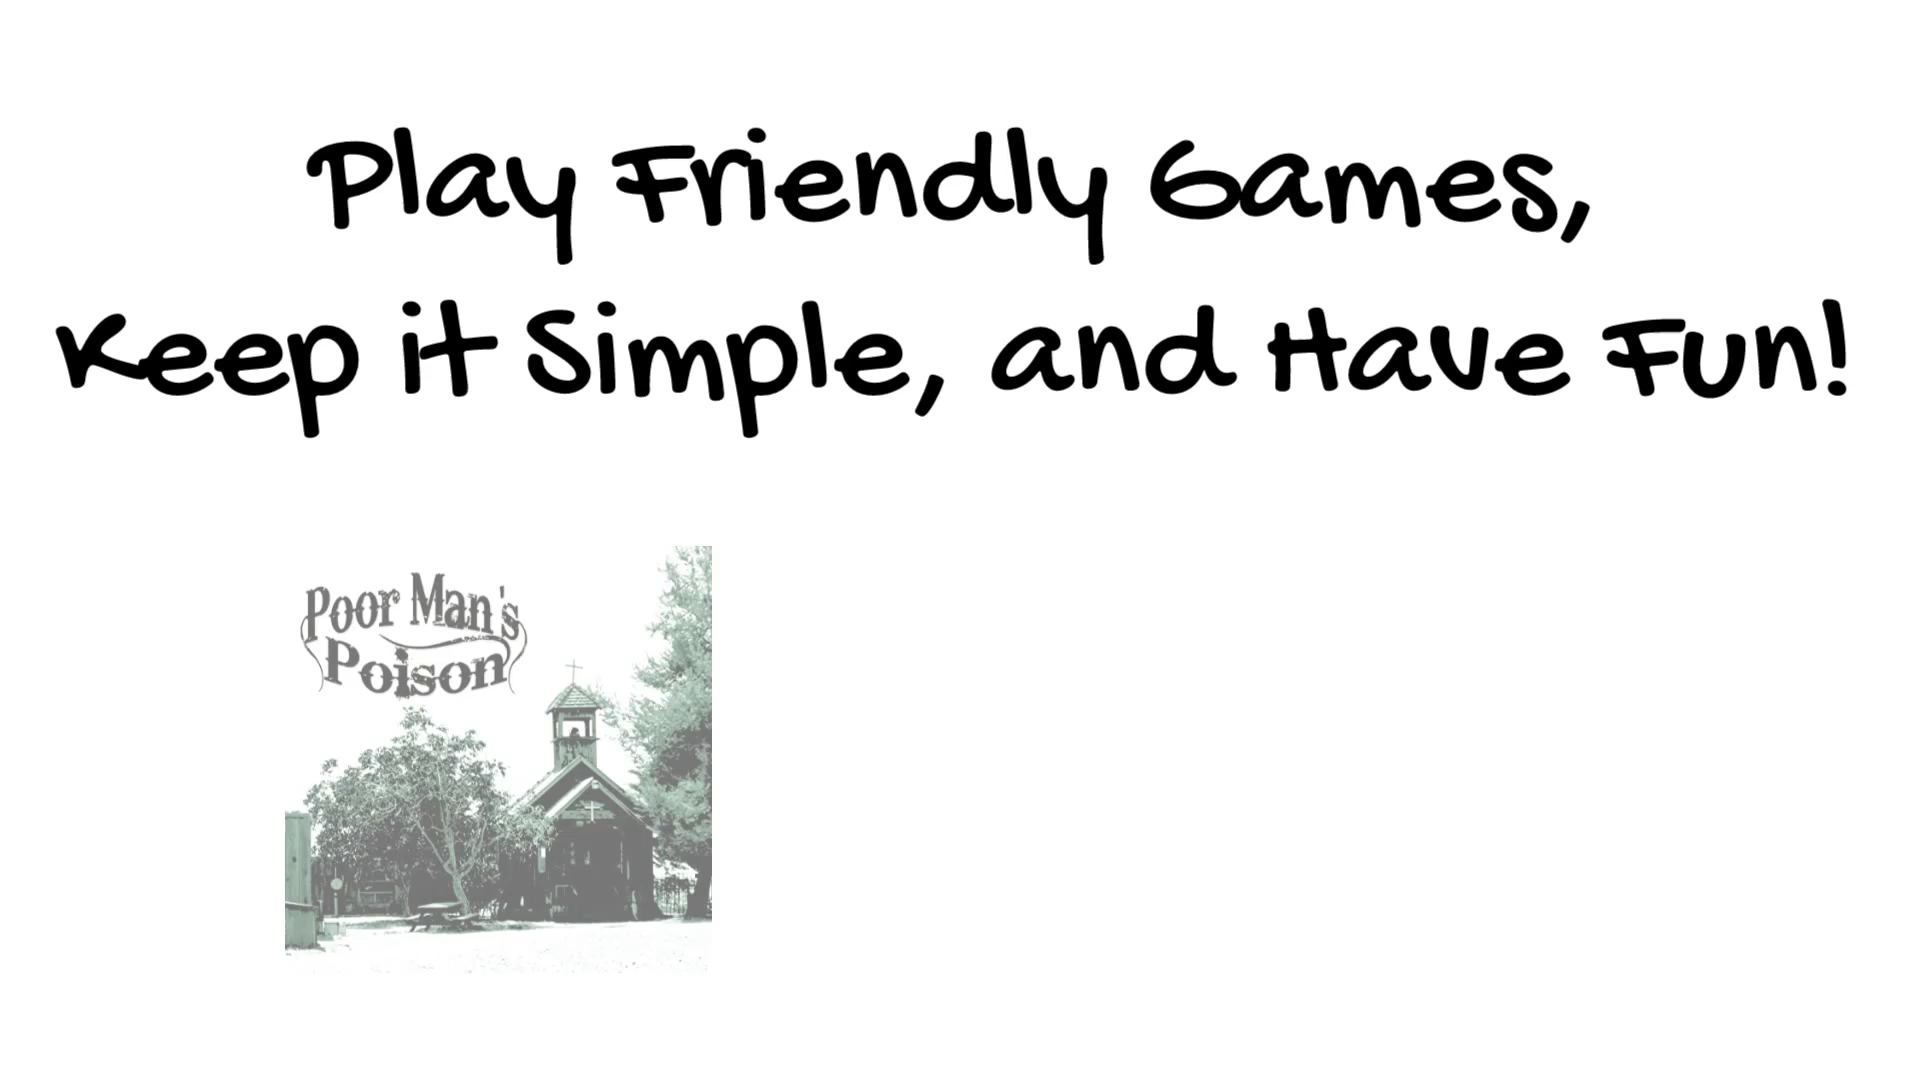 Play Friendly Games,
Keep it Simple, and Have Fun!
Poor Man's
Poison